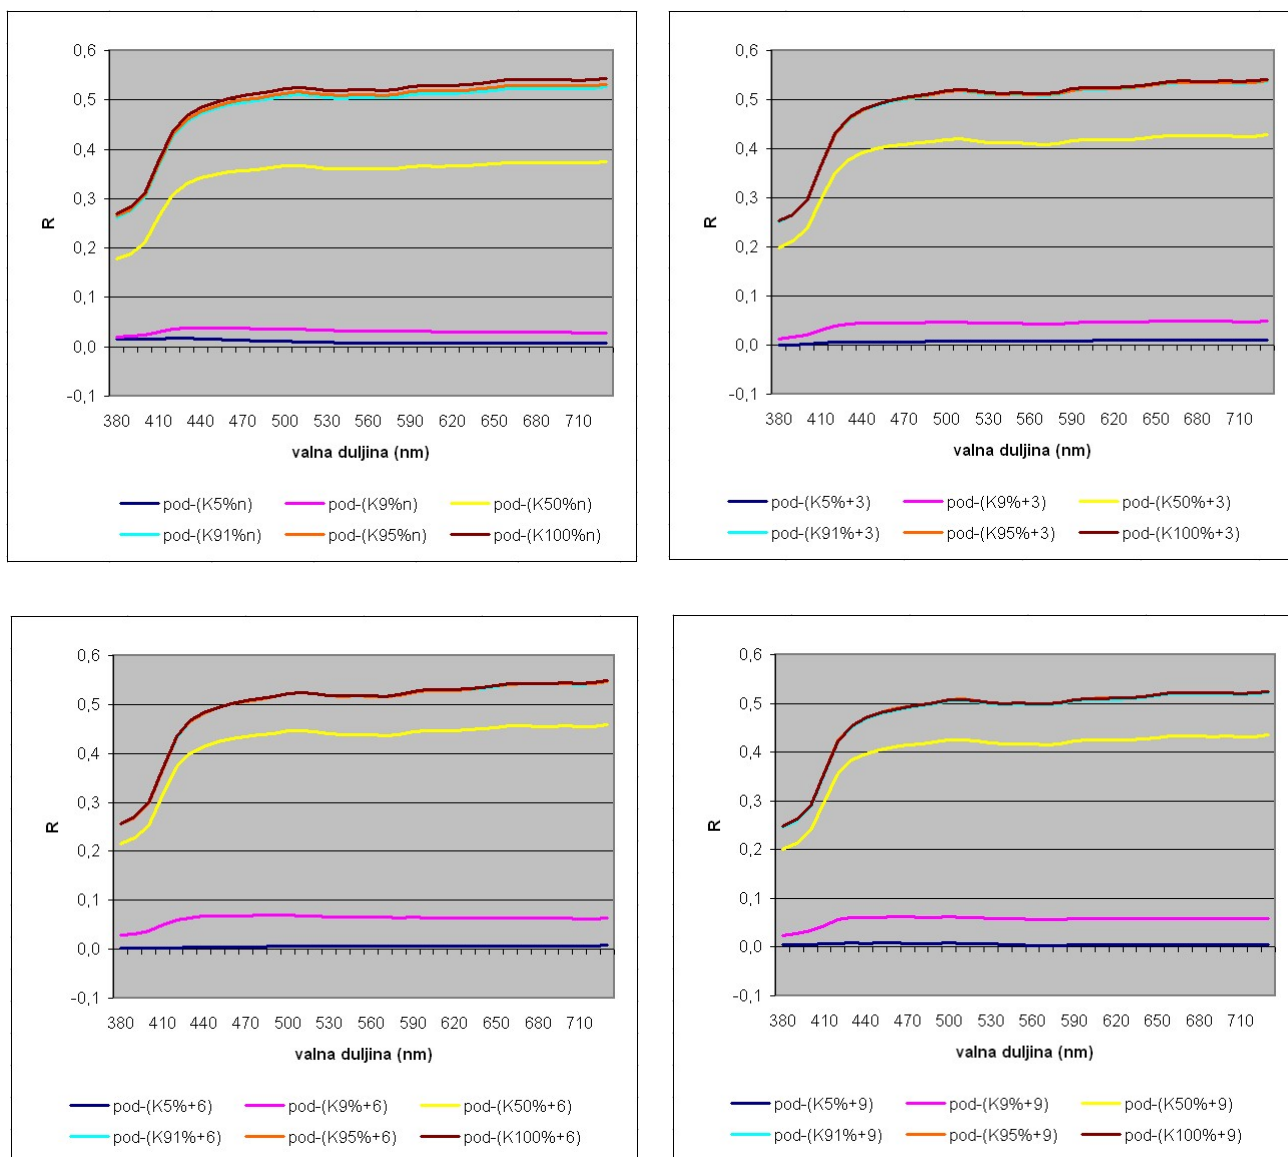 0,6
0,5
0,4
0,3
0,2
0,1
0,0
-0,1
R
380 410 440 470 500 530 560 590 620 650 680 710
valna duljina (nm)
pod-(K5%n) pod-(K9%n) pod-(K50%n)
pod-(K91%n) pod-(K95%n) pod-(K100%n)
0,6
0,5
0,4
0,3
0,2
0,1
0,0
-0,1
R
380 410 440 470 500 530 560 590 620 650 680 710
valna duljina (nm)
pod-(K5%+3) pod-(K9%+3) pod-(K50%+3)
pod-(K91%+3) pod-(K95%+3) pod-(K100%+3)
0,6
0,5
0,4
0,3
0,2
0,1
0,0
-0,1
R
380 410 440 470 500 530 560 590 620 650 680 710
valna duljina (nm)
pod-(K5%+6) pod-(K9%+6) pod-(K50%+6)
pod-(K91%+6) pod-(K95%+6) pod-(K100%+6)
0,6
0,5
0,4
0,3
0,2
0,1
0,0
-0,1
R
380 410 440 470 500 530 560 590 620 650 680 710
valna duljina (nm)
pod-(K5%+9) pod-(K9%+9) pod-(K50%+9)
pod-(K91%+9) pod-(K95%+9) pod-(K100%+9)